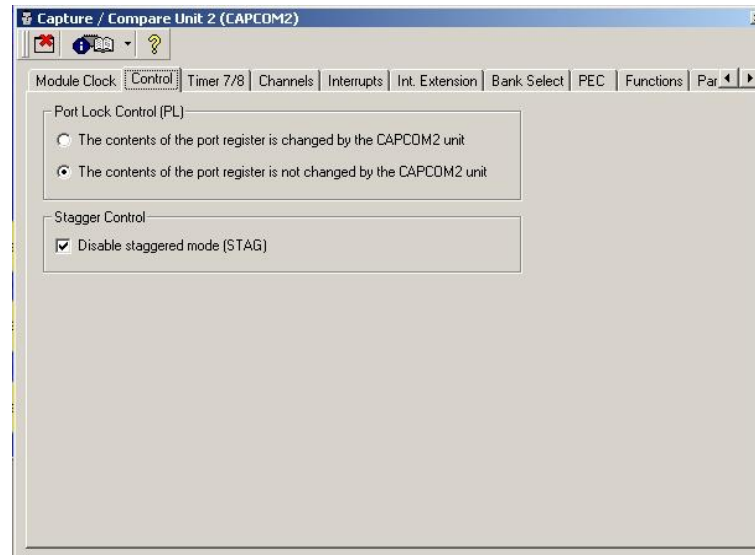 Capture / Compare Unit 2 (CAPCOM2)
Module Clock Control Timer 7/8 Channels Interrupts Int. Extension Bank Select PEC Functions
Port Lock Control (PL)
The contents of the port register is changed by the CAPCOM2 unit
The contents of the port register is not changed by the CAPCOM2 unit
Stagger Control
Disable staggered mode (STAG)